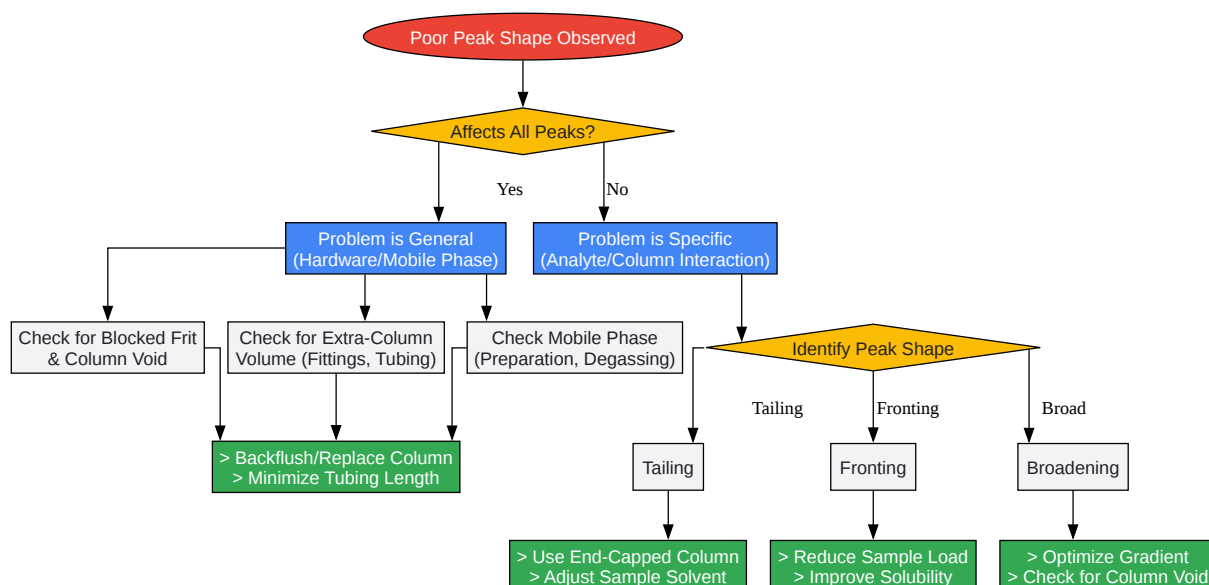 Poor Peak Shape Observed
Affects All Peaks?
Yes
No
Problem is General
(Hardware/Mobile Phase)
Problem is Specific
(Analyte/Column Interaction)
Check for Blocked Frit
& Column Void
Check for Extra-Column
Volume (Fittings, Tubing)
Check Mobile Phase
(Preparation, Degassing)
Identify Peak Shape
Tailing
Fronting
Broad
> Backflush/Replace Column
> Minimize Tubing Length
Tailing
Fronting
Broadening
> Use End-Capped Column
> Adjust Sample Solvent
> Reduce Sample Load
> Improve Solubility
> Optimize Gradient
> Check for Column Void